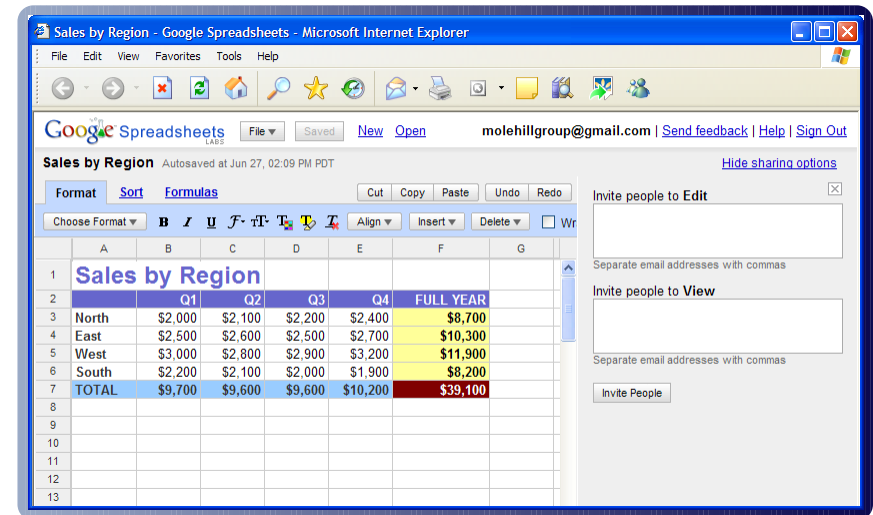 Sales by Region - Google Spreadsheets - Microsoft Internet Explorer
File Edit View Favorites Tools Help
Google Spreadsheets LABS File Saved New Open molehillgroup@gmail.com | Send feedback | Help | Sign Out
Sales by Region Autosaved at Jun 27, 02:09 PM PDT Hide sharing options
Format Sort Formulas Cut Copy Paste Undo Redo
Choose Format B I U F TT T T T Align Insert Delete Wr
A B C D E F G
1 Sales by Region
2 Q1 Q2 Q3 Q4 FULL YEAR
3 North $2,000 $2,100 $2,200 $2,400 $8,700
4 East $2,500 $2,600 $2,500 $2,700 $10,300
5 West $3,000 $2,800 $2,900 $3,200 $11,900
6 South $2,200 $2,100 $2,000 $1,900 $8,200
7 TOTAL $9,700 $9,600 $9,600 $10,200 $39,100
8
9
10
11
12
13
Invite people to Edit
Separate email addresses with commas
Invite people to View
Separate email addresses with commas
Invite People